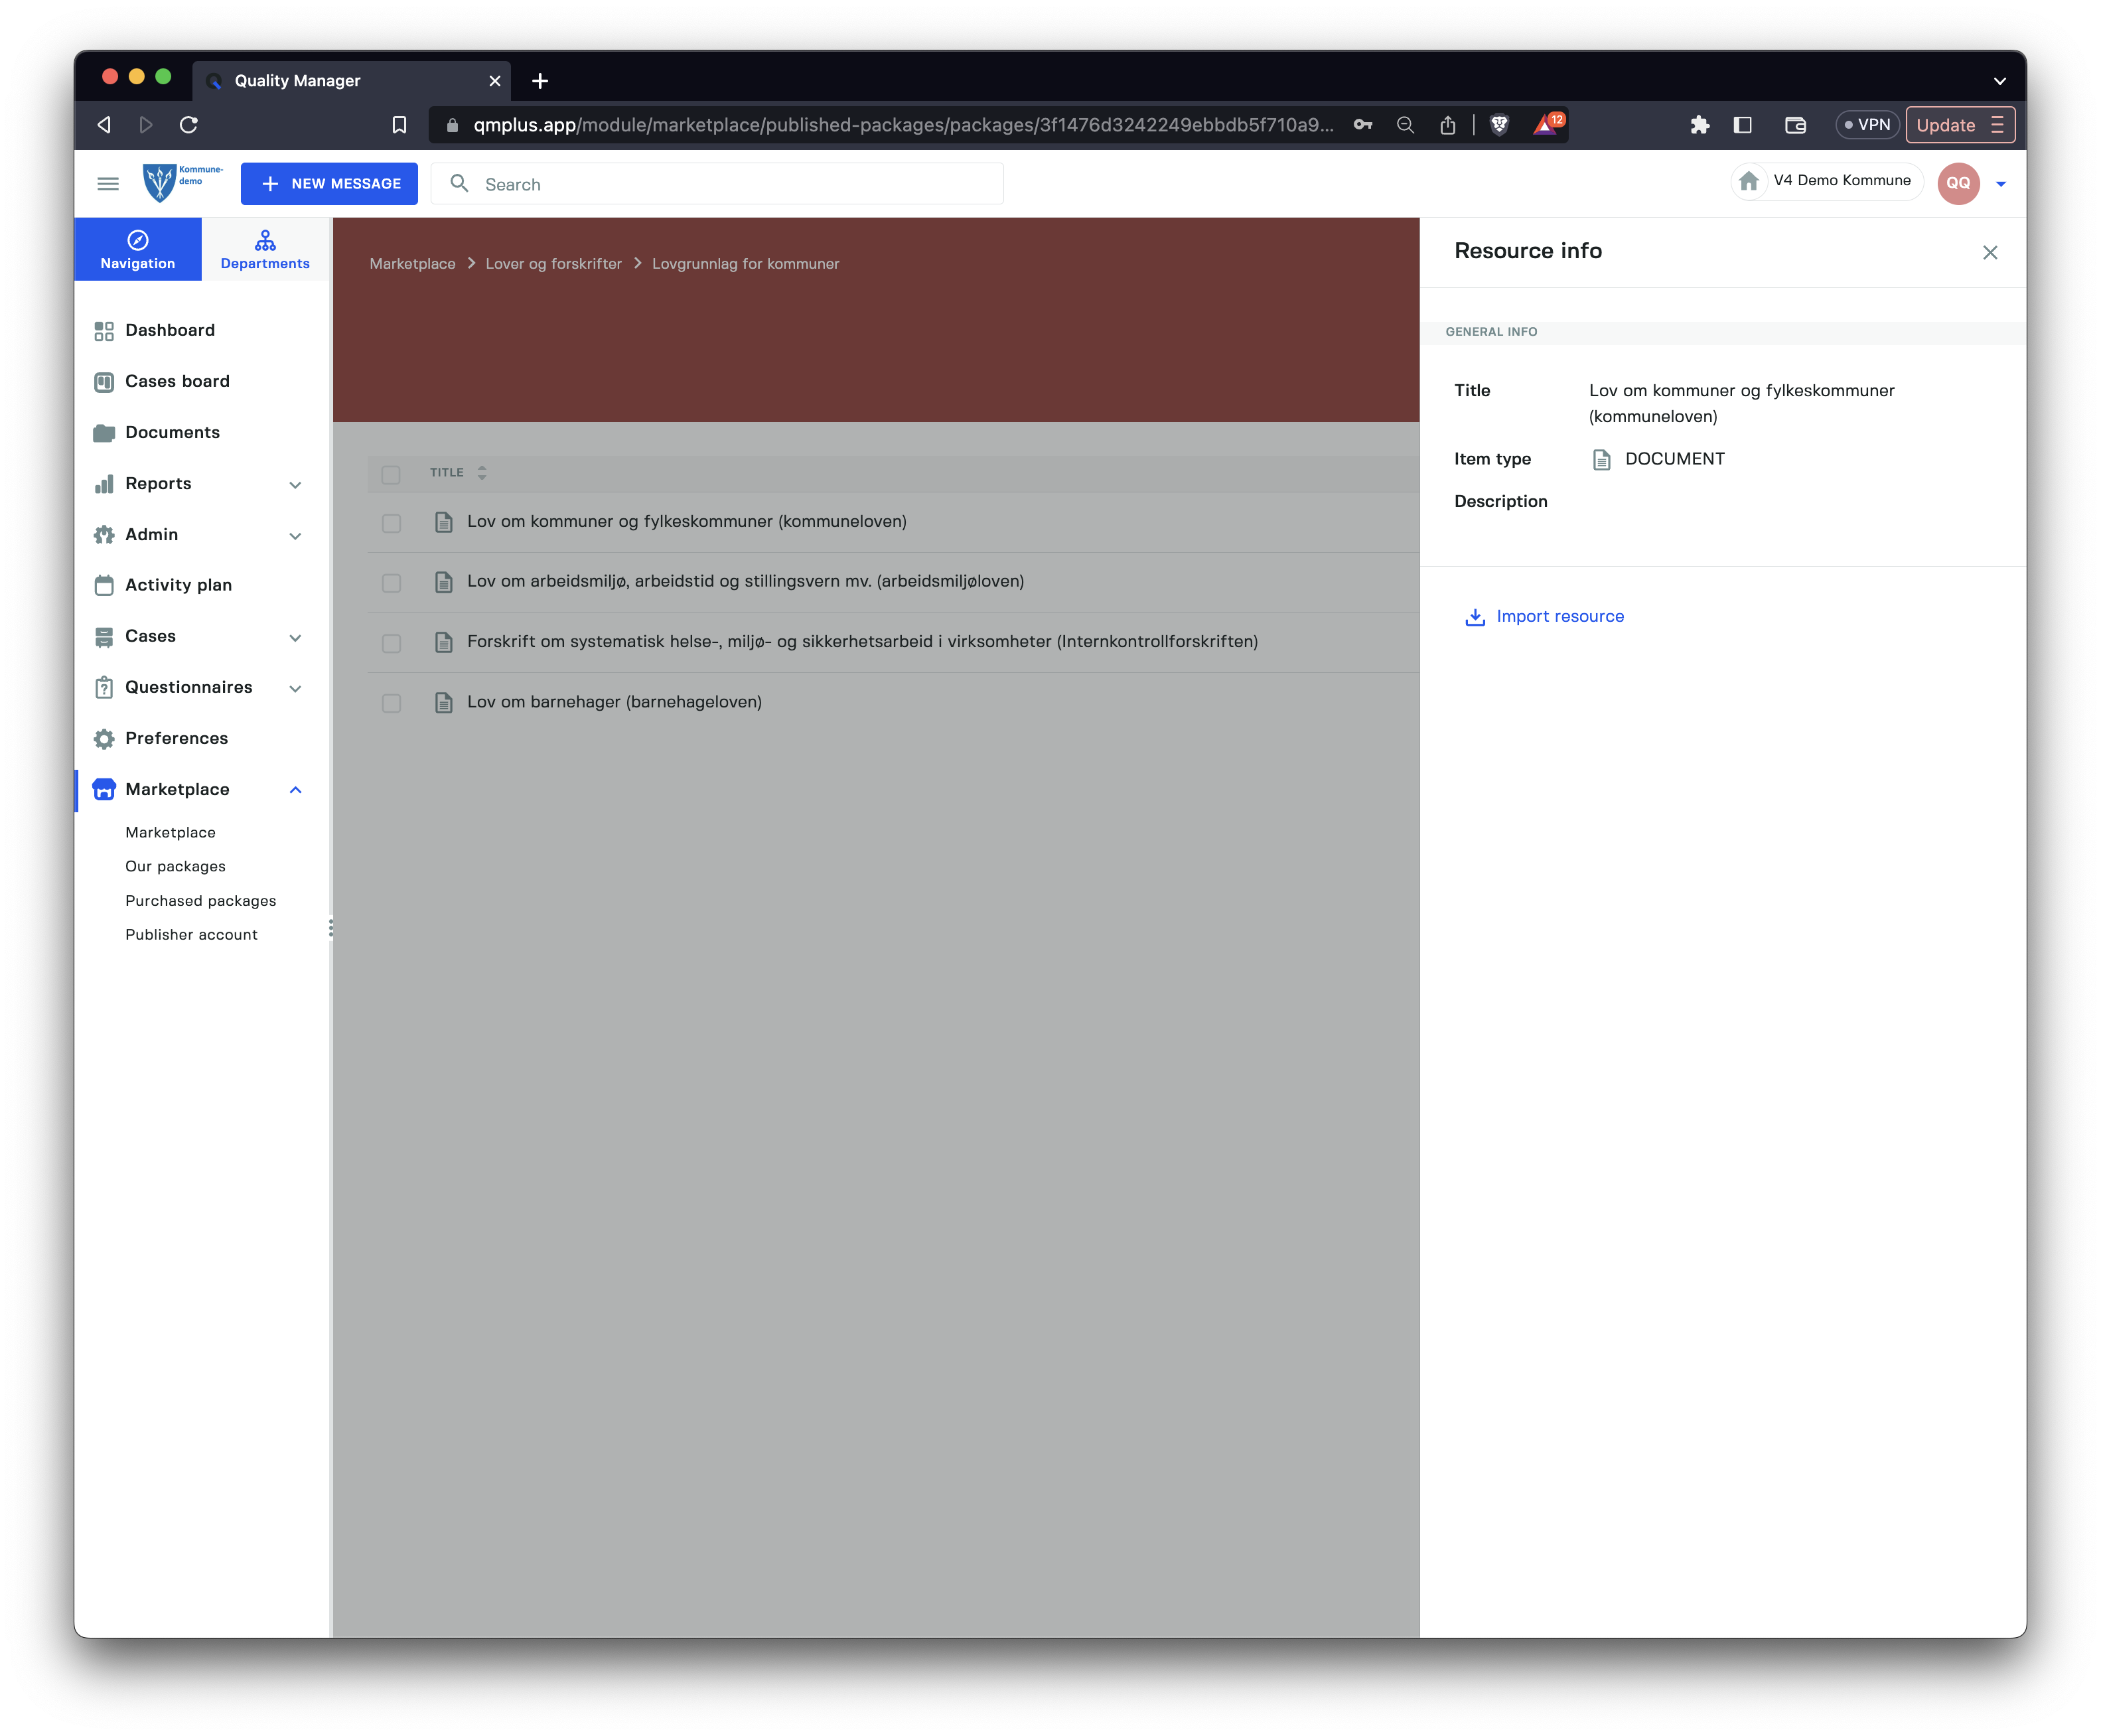 Quality Manager
qmplus.app/module/marketplace/published-packages/packages/3f1476d3242249ebbdb5f710a9...
12
VPN
Update
Kommune-
demo
NEW MESSAGE
Search
V4 Demo Kommune
QQ
Navigation
Departments
Dashboard
Cases board
Documents
Reports
Admin
Activity plan
Cases
Questionnaires
Preferences
Marketplace
Marketplace
Our packages
Purchased packages
Publisher account
Marketplace > Lover og forskrifter > Lovgrunnlag for kommuner
TITLE
Lov om kommuner og fylkeskommuner (kommuneloven)
Lov om arbeidsmiljø, arbeidstid og stillingsvern mv. (arbeidsmiljøloven)
Forskrift om systematisk helse-, miljø- og sikkerhetsarbeid i virksomheter (Internkontrollforskriften)
Lov om barnehager (barnehageloven)
Resource info
GENERAL INFO
Title Lov om kommuner og fylkeskommuner
(kommuneloven)
Item type DOCUMENT
Description
Import resource